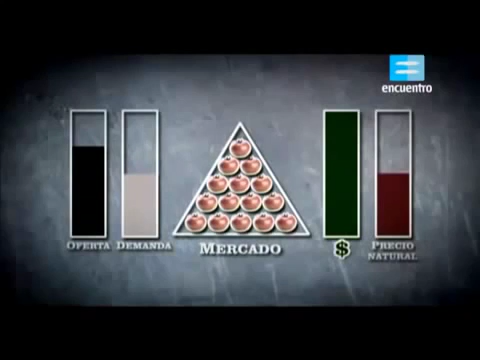 encuentro
OFERTA
DEMANDA
MERCADO
$
PRECIO
NATURAL